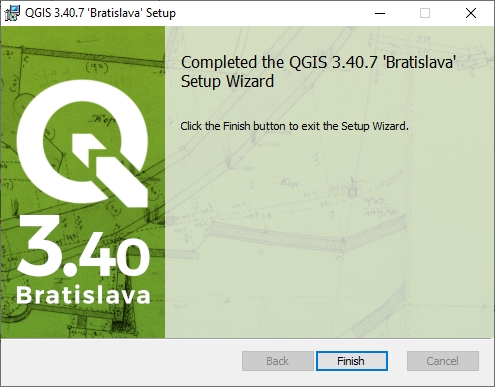 QGIS 3.40.7 'Bratislava' Setup
Completed the QGIS 3.40.7 'Bratislava'
Setup Wizard
Click the Finish button to exit the Setup Wizard.
3.40
Bratislava
Back
Finish
Cancel